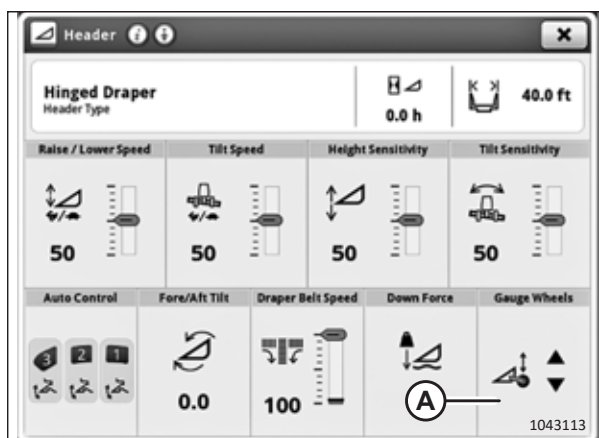 Header
Hinged Draper
Header Type
0.0 h
40.0 ft
Raise / Lower Speed
Tilt Speed
Height Sensitivity
Tilt Sensitivity
50
50
50
50
Auto Control
Fore/Aft Tilt
Draper Belt Speed
Down Force
Gauge Wheels
3 2 1
0.0
100
A
1043113